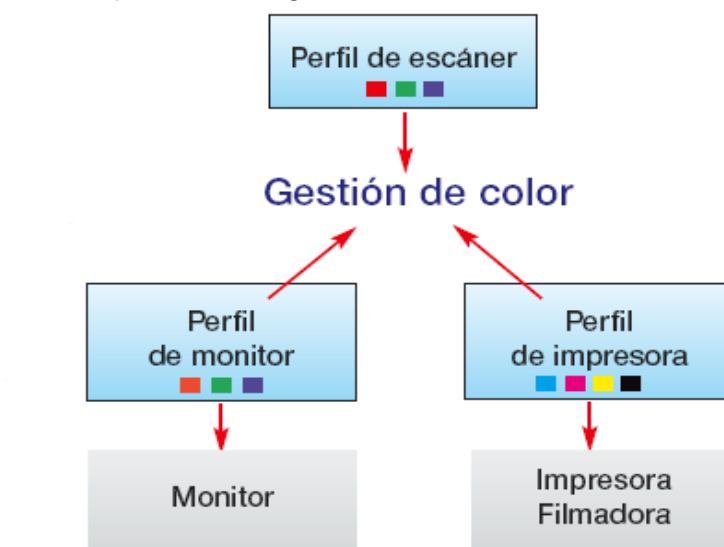 Perfil de escáner
Gestión de color
Perfil
de monitor
Perfil
de impresora
Monitor
Impresora
Filmadora